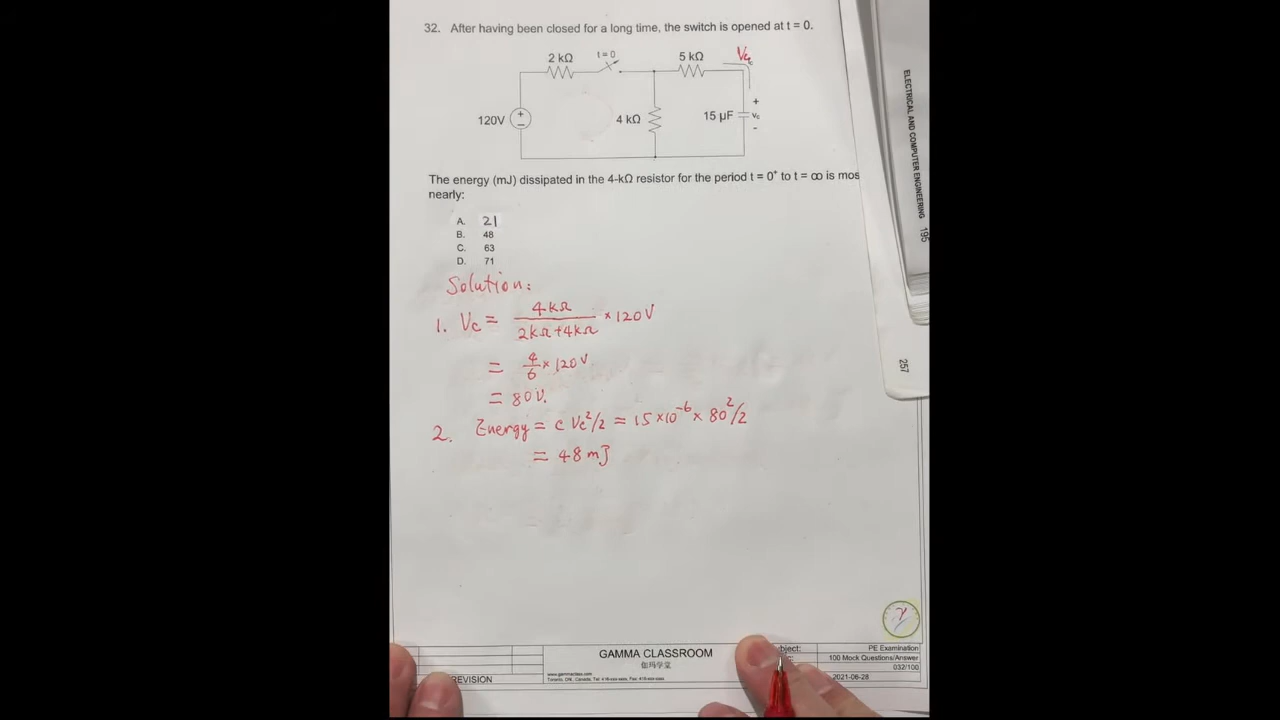 32. After having been closed for a long time, the switch is opened at t = 0.
2 kΩ
t = 0
5 kΩ
Vc
120V
+
−
4 kΩ
15 µF
+
Vc
-
The energy (mJ) dissipated in the 4-kΩ resistor for the period t = 0⁺ to t = ∞ is mos
nearly:
A. 21
B. 48
C. 63
D. 71
Solution:
1. Vc = 4kΩ / 2kΩ+4kΩ × 120V
= 4/6 × 120V
= 80V.
2. Energy = C Vc²/2 = 15×10⁻⁶ × 80²/2
= 48 mJ
ELECTRICAL AND COMPUTER ENGINEERING 195
257
γ
REVISION
GAMMA CLASSROOM
伽玛学堂
www.gammaclass.com
bject: PE Examination
c: 100 Mock Questions/Answer
032/100
2021-06-28